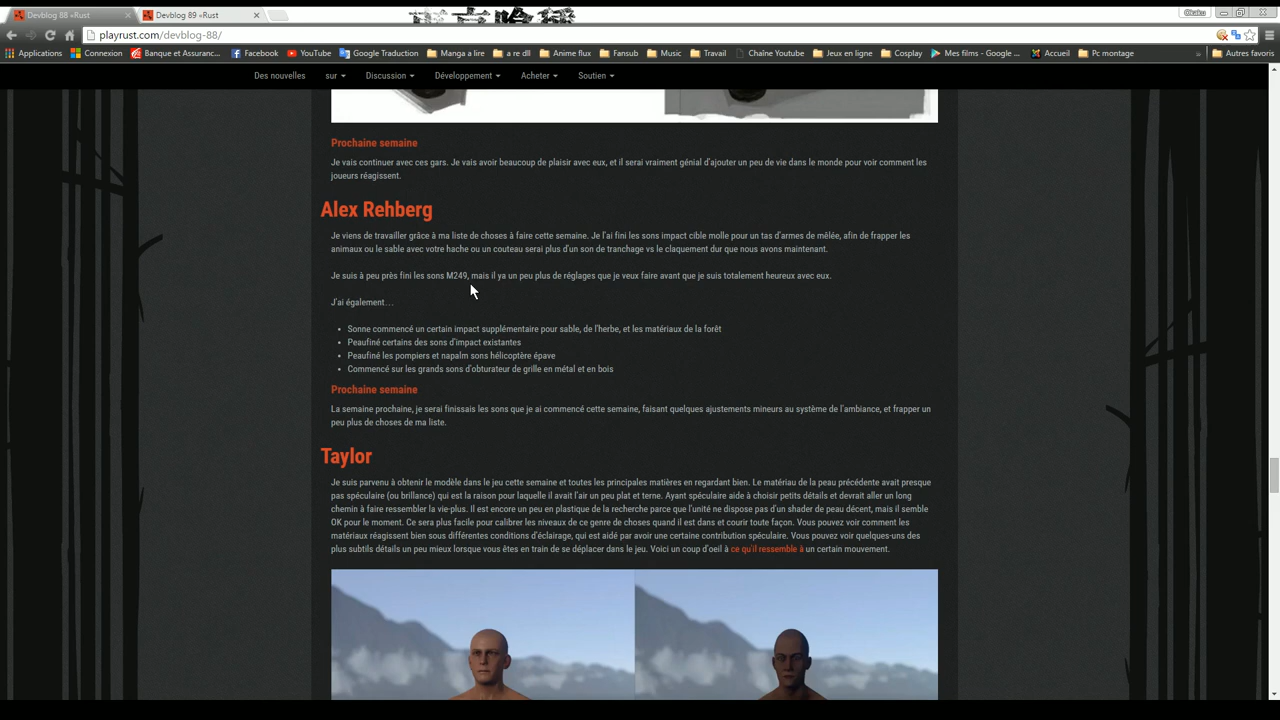 Devblog 88 «Rust
Devblog 89 «Rust
Okaku
playrust.com/devblog-88/
Applications Connexion Banque et Assuranc... Facebook YouTube Google Traduction Manga a lire a re dll Anime flux Fansub Music Travail Chaîne Youtube Jeux en ligne Cosplay Mes films - Google ... Accueil Pc montage » Autres favoris
Des nouvelles sur Discussion Développement Acheter Soutien
Prochaine semaine
Je vais continuer avec ces gars. Je vais avoir beaucoup de plaisir avec eux, et il serai vraiment génial d'ajouter un peu de vie dans le monde pour voir comment les
joueurs réagissent.
Alex Rehberg
Je viens de travailler grâce à ma liste de choses à faire cette semaine. Je l'ai fini les sons impact cible molle pour un tas d'armes de mêlée, afin de frapper les
animaux ou le sable avec votre hache ou un couteau serai plus d'un son de tranchage vs le claquement dur que nous avons maintenant.
Je suis à peu près fini les sons M249, mais il ya un peu plus de réglages que je veux faire avant que je suis totalement heureux avec eux.
J'ai également…
• Sonne commencé un certain impact supplémentaire pour sable, de l'herbe, et les matériaux de la forêt
• Peaufiné certains des sons d'impact existantes
• Peaufiné les pompiers et napalm sons hélicoptère épave
• Commencé sur les grands sons d'obturateur de grille en métal et en bois
Prochaine semaine
La semaine prochaine, je serai finissais les sons que je ai commencé cette semaine, faisant quelques ajustements mineurs au système de l'ambiance, et frapper un
peu plus de choses de ma liste.
Taylor
Je suis parvenu à obtenir le modèle dans le jeu cette semaine et toutes les principales matières en regardant bien. Le matériau de la peau précédente avait presque
pas spéculaire (ou brillance) qui est la raison pour laquelle il avait l'air un peu plat et terne. Ayant spéculaire aide à choisir petits détails et devrait aller un long
chemin à faire ressembler la vie-plus. Il est encore un peu en plastique de la recherche parce que l'unité ne dispose pas d'un shader de peau décent, mais il semble
OK pour le moment. Ce sera plus facile pour calibrer les niveaux de ce genre de choses quand il est dans et courir toute façon. Vous pouvez voir comment les
matériaux réagissent bien sous différentes conditions d'éclairage, qui est aidé par avoir une certaine contribution spéculaire. Vous pouvez voir quelques-uns des
plus subtils détails un peu mieux lorsque vous êtes en train de se déplacer dans le jeu. Voici un coup d'oeil à ce qu'il ressemble à un certain mouvement.